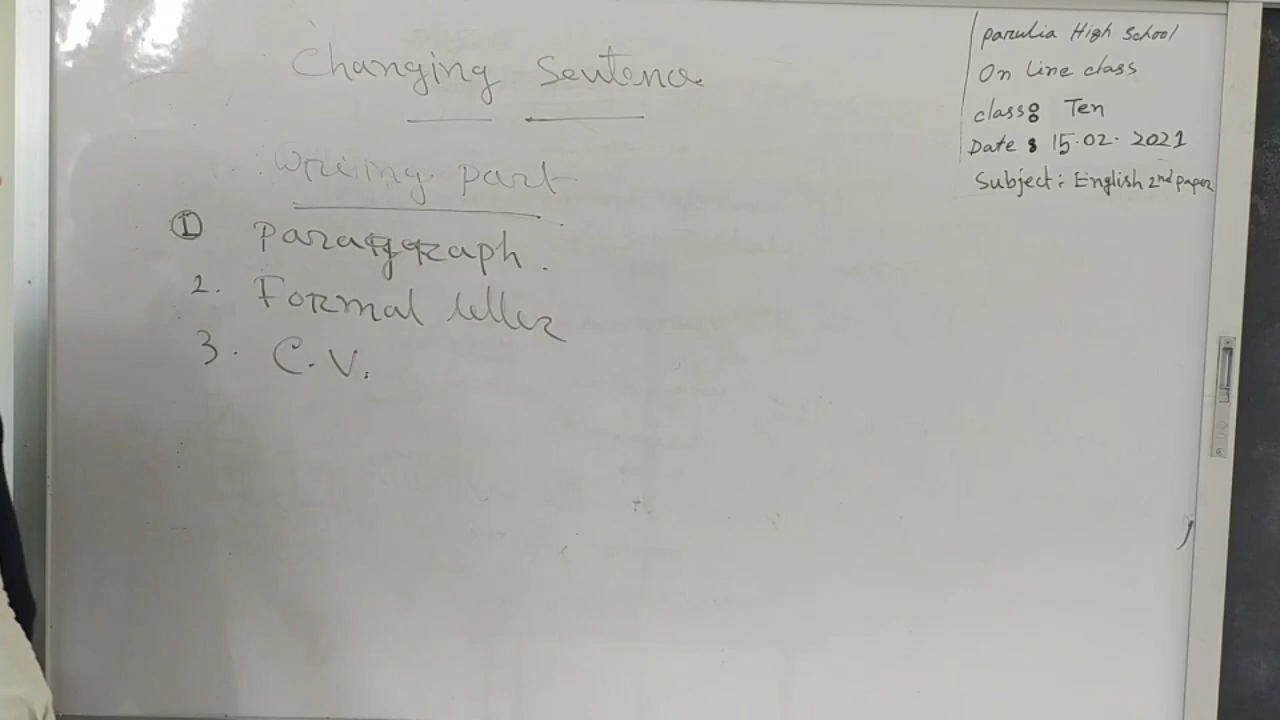 Changing Sentence
Writing part
① Paragraph.
2. Formal letter
3. C.V.
Parulia High School
On Line class
class: Ten
Date: 15.02.2021
Subject: English 2nd paper